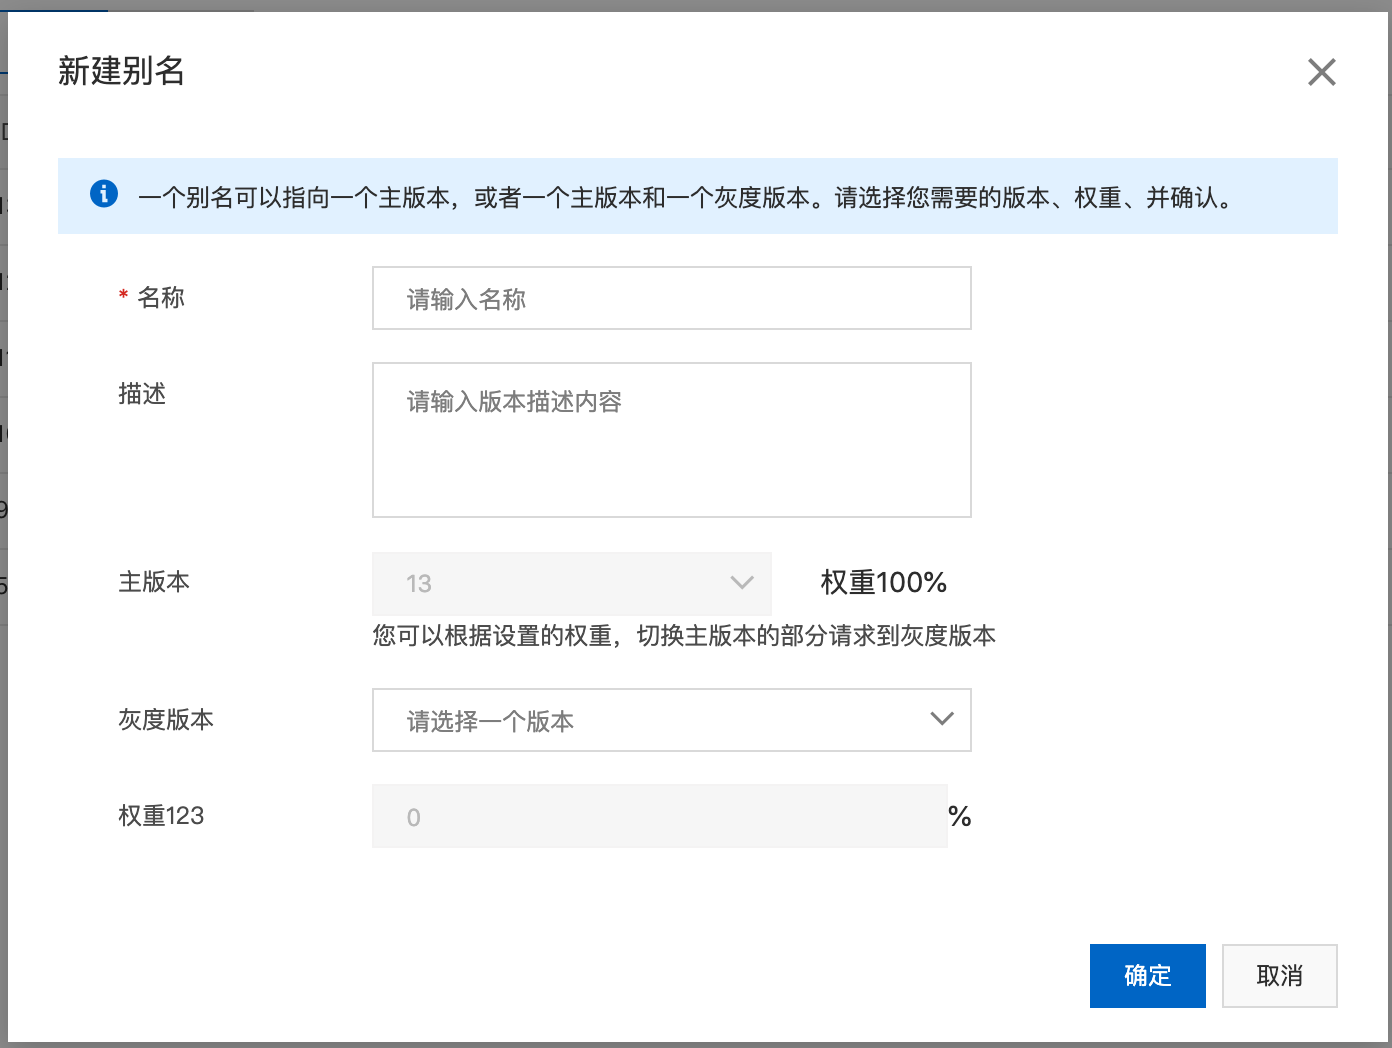 新建别名
一个别名可以指向一个主版本，或者一个主版本和一个灰度版本。请选择您需要的版本、权重、并确认。
* 名称
请输入名称
描述
请输入版本描述内容
主版本
13
权重100%
您可以根据设置的权重，切换主版本的部分请求到灰度版本
灰度版本
请选择一个版本
权重123
0
%
确定
取消